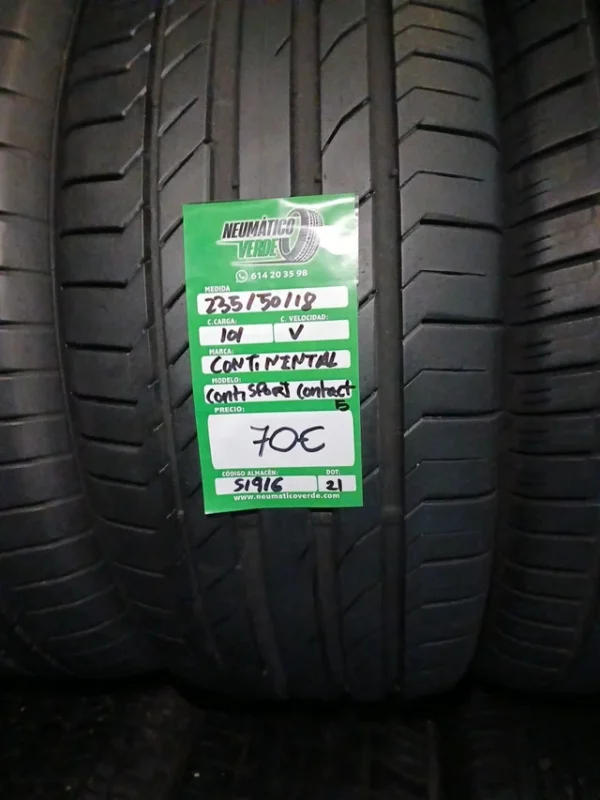 NEUMÁTICO
VERDE
614 20 35 98
MEDIDA
235/50/18
C.CARGA: C. VELOCIDAD:
101 V
MARCA:
CONTINENTAL
MODELO:
Conti SPORT Contact
5
PRECIO:
70€
CÓDIGO ALMACÉN: DOT:
51916 21
www.neumaticoverde.com